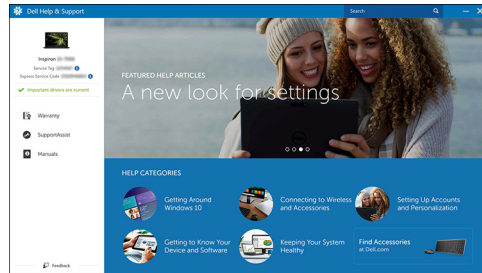 Dell Help & Support
Search
Inspiron
Service Tag
Express Service Code
Important drivers are current
Warranty
SupportAssist
Manuals
Feedback
FEATURED HELP ARTICLES
A new look for settings
HELP CATEGORIES
Getting Around
Windows 10
Connecting to Wireless
and Accessories
Setting Up Accounts
and Personalization
Getting to Know Your
Device and Software
Keeping Your System
Healthy
Find Accessories
at Dell.com